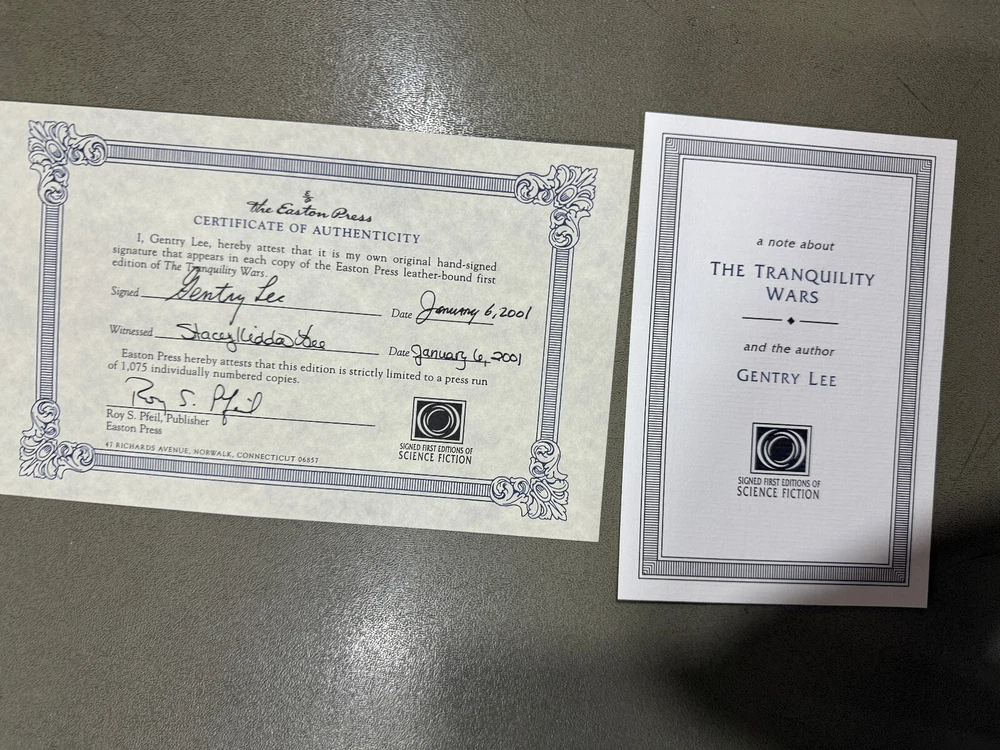 the Easton Press
CERTIFICATE OF AUTHENTICITY
I, Gentry Lee, hereby attest that it is my own original hand-signed
signature that appears in each copy of the Easton Press leather-bound first
edition of The Tranquility Wars.
Signed Gentry Lee Date January 6, 2001
Witnessed Stacey Kiddoo Lee Date January 6, 2001
Easton Press hereby attests that this edition is strictly limited to a press run
of 1,075 individually numbered copies.
Roy S. Pfeil
Roy S. Pfeil, Publisher
Easton Press
47 RICHARDS AVENUE, NORWALK, CONNECTICUT 06857
SIGNED FIRST EDITIONS OF
SCIENCE FICTION
a note about
THE TRANQUILITY
WARS
and the author
GENTRY LEE
SIGNED FIRST EDITIONS OF
SCIENCE FICTION